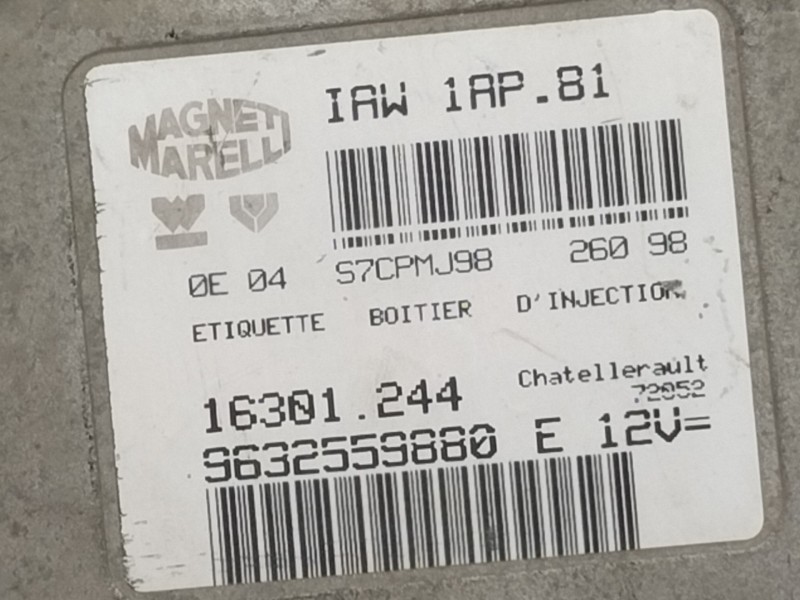 IAW 1AP.81
MAGNETI
MARELLI
0E 04 S7CPMJ98 260 98
ETIQUETTE BOITIER D'INJECTION
Chatellerault
16301.244 72052
9632559880 E 12V=